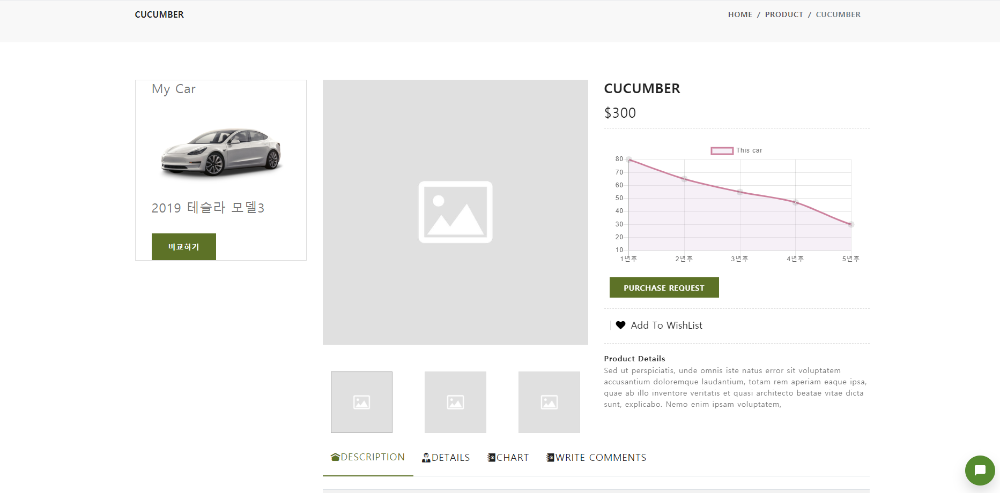 CUCUMBER
HOME / PRODUCT / CUCUMBER
My Car
2019 테슬라 모델3
비교하기
CUCUMBER
$300
This car
80
70
60
50
40
30
20
10
1년후 2년후 3년후 4년후 5년후
PURCHASE REQUEST
Add To WishList
Product Details
Sed ut perspiciatis, unde omnis iste natus error sit voluptatem
accusantium doloremque laudantium, totam rem aperiam eaque ipsa,
quae ab illo inventore veritatis et quasi architecto beatae vitae dicta
sunt, explicabo. Nemo enim ipsam voluptatem,
DESCRIPTION DETAILS CHART WRITE COMMENTS